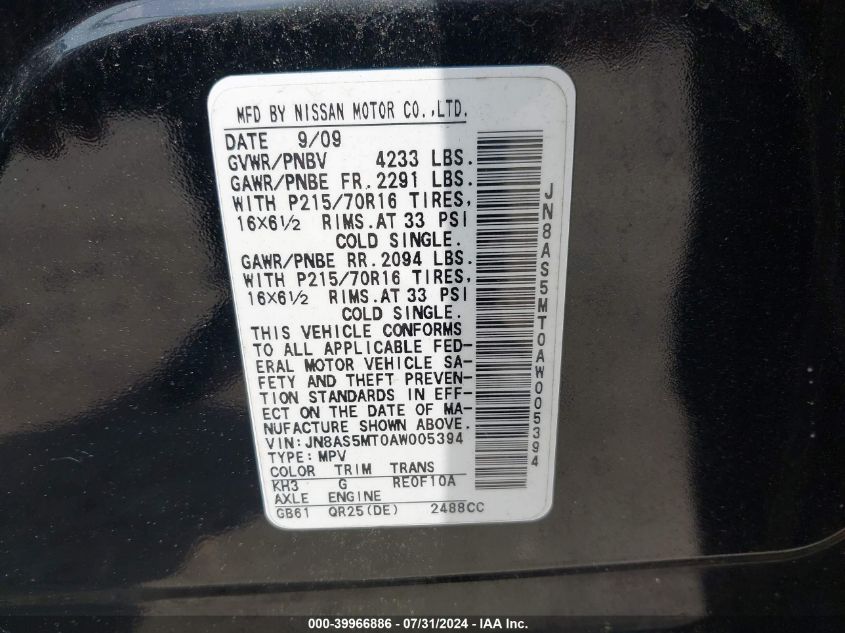 MFD BY NISSAN MOTOR CO.,LTD.
DATE 9/09
GVWR/PNBV 4233 LBS.
GAWR/PNBE FR.2291 LBS.
WITH P215/70R16 TIRES,
16X6½ RIMS.AT 33 PSI
COLD SINGLE.
GAWR/PNBE RR.2094 LBS.
WITH P215/70R16 TIRES,
16X6½ RIMS.AT 33 PSI
COLD SINGLE.
THIS VEHICLE CONFORMS
TO ALL APPLICABLE FED-
ERAL MOTOR VEHICLE SA-
FETY AND THEFT PREVEN-
TION STANDARDS IN EFF-
ECT ON THE DATE OF MA-
NUFACTURE SHOWN ABOVE.
VIN:JN8AS5MT0AW005394
TYPE:MPV
COLOR TRIM TRANS
KH3 G RE0F10A
AXLE ENGINE
GB61 QR25(DE) 2488CC
JN8AS5MT0AW005394
000-39966886 - 07/31/2024 - IAA Inc.